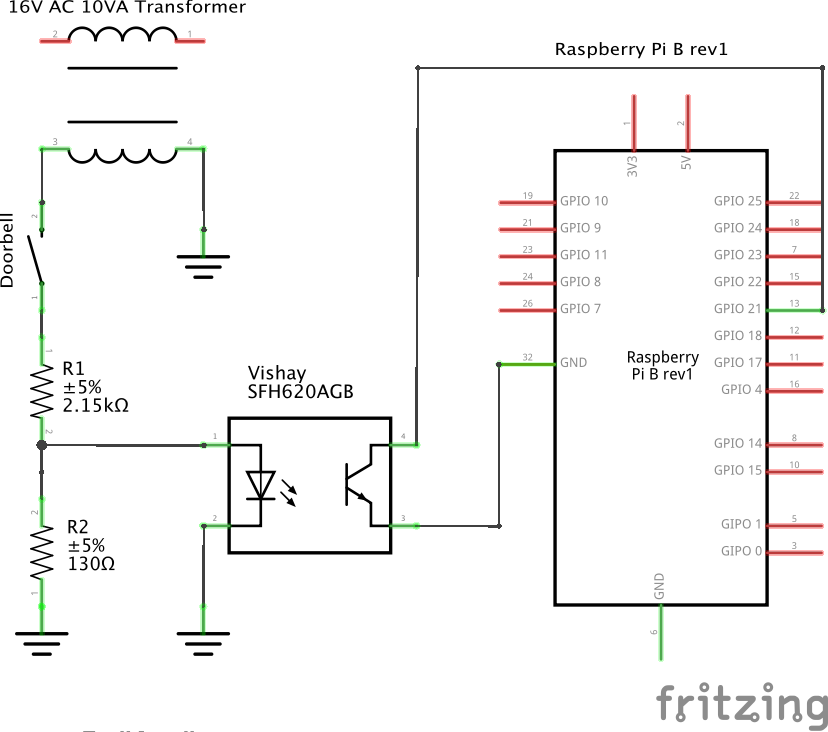 16V AC 10VA Transformer
2
1
3
4
Doorbell
2
1
1
R1
±5%
2.15kΩ
2
2
R2
±5%
130Ω
1
Vishay
SFH620AGB
1
2
4
3
Raspberry Pi B rev1
1
2
3V3
5V
19 GPIO 10
21 GPIO 9
23 GPIO 11
24 GPIO 8
26 GPIO 7
32 GND
GPIO 25 22
GPIO 24 18
GPIO 23 7
GPIO 22 15
GPIO 21 13
GPIO 18 12
GPIO 17 11
GPIO 4 16
GPIO 14 8
GPIO 15 10
GIPO 1 5
GIPO 0 3
Raspberry
Pi B rev1
GND
6
fritzing